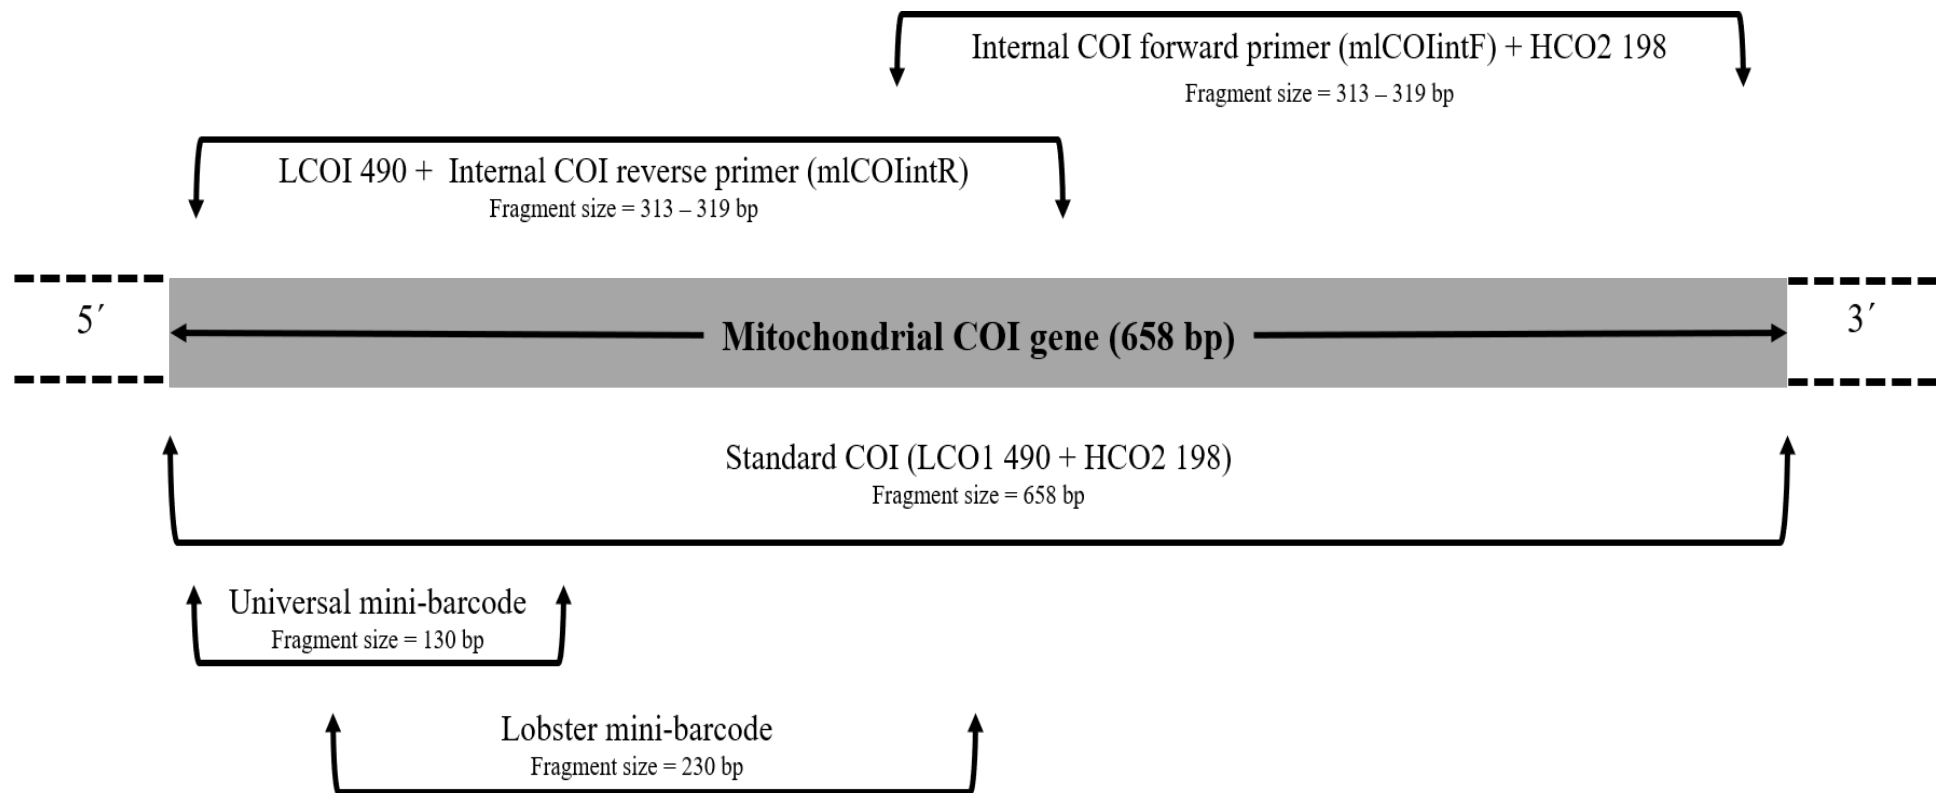 Internal COI forward primer (mlCOIintF) + HCO2 198
Fragment size = 313 – 319 bp
LCOI 490 + Internal COI reverse primer (mlCOIintR)
Fragment size = 313 – 319 bp
5´
Mitochondrial COI gene (658 bp)
3´
Standard COI (LCO1 490 + HCO2 198)
Fragment size = 658 bp
Universal mini-barcode
Fragment size = 130 bp
Lobster mini-barcode
Fragment size = 230 bp